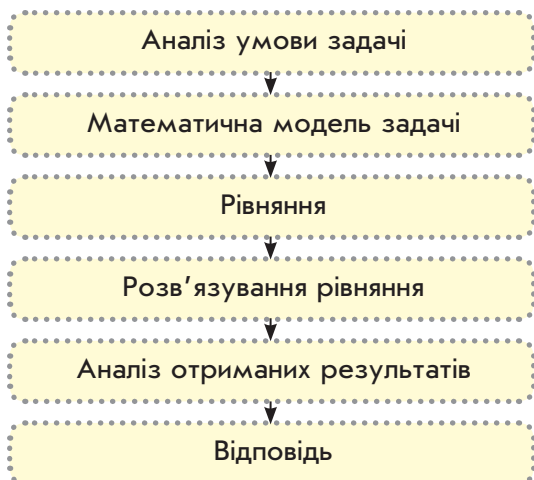 Аналіз умови задачі
Математична модель задачі
Рівняння
Розв'язування рівняння
Аналіз отриманих результатів
Відповідь